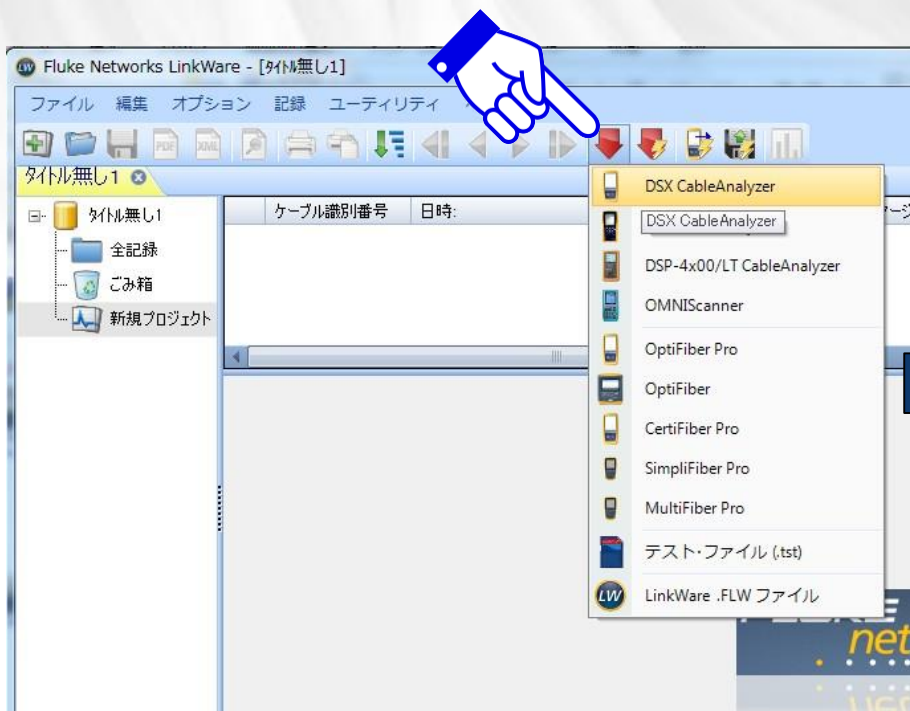 Fluke Networks LinkWare - [タイトル無し1]
ファイル 編集 オプション 記録 ユーティリティ
PDF XML
タイトル無し1
タイトル無し1
全記録
ごみ箱
新規プロジェクト
ケーブル識別番号 日時:
DSX CableAnalyzer
DSX CableAnalyzer
DSP-4x00/LT CableAnalyzer
OMNIScanner
OptiFiber Pro
OptiFiber
CertiFiber Pro
SimpliFiber Pro
MultiFiber Pro
テスト・ファイル (.tst)
LW LinkWare .FLW ファイル
net